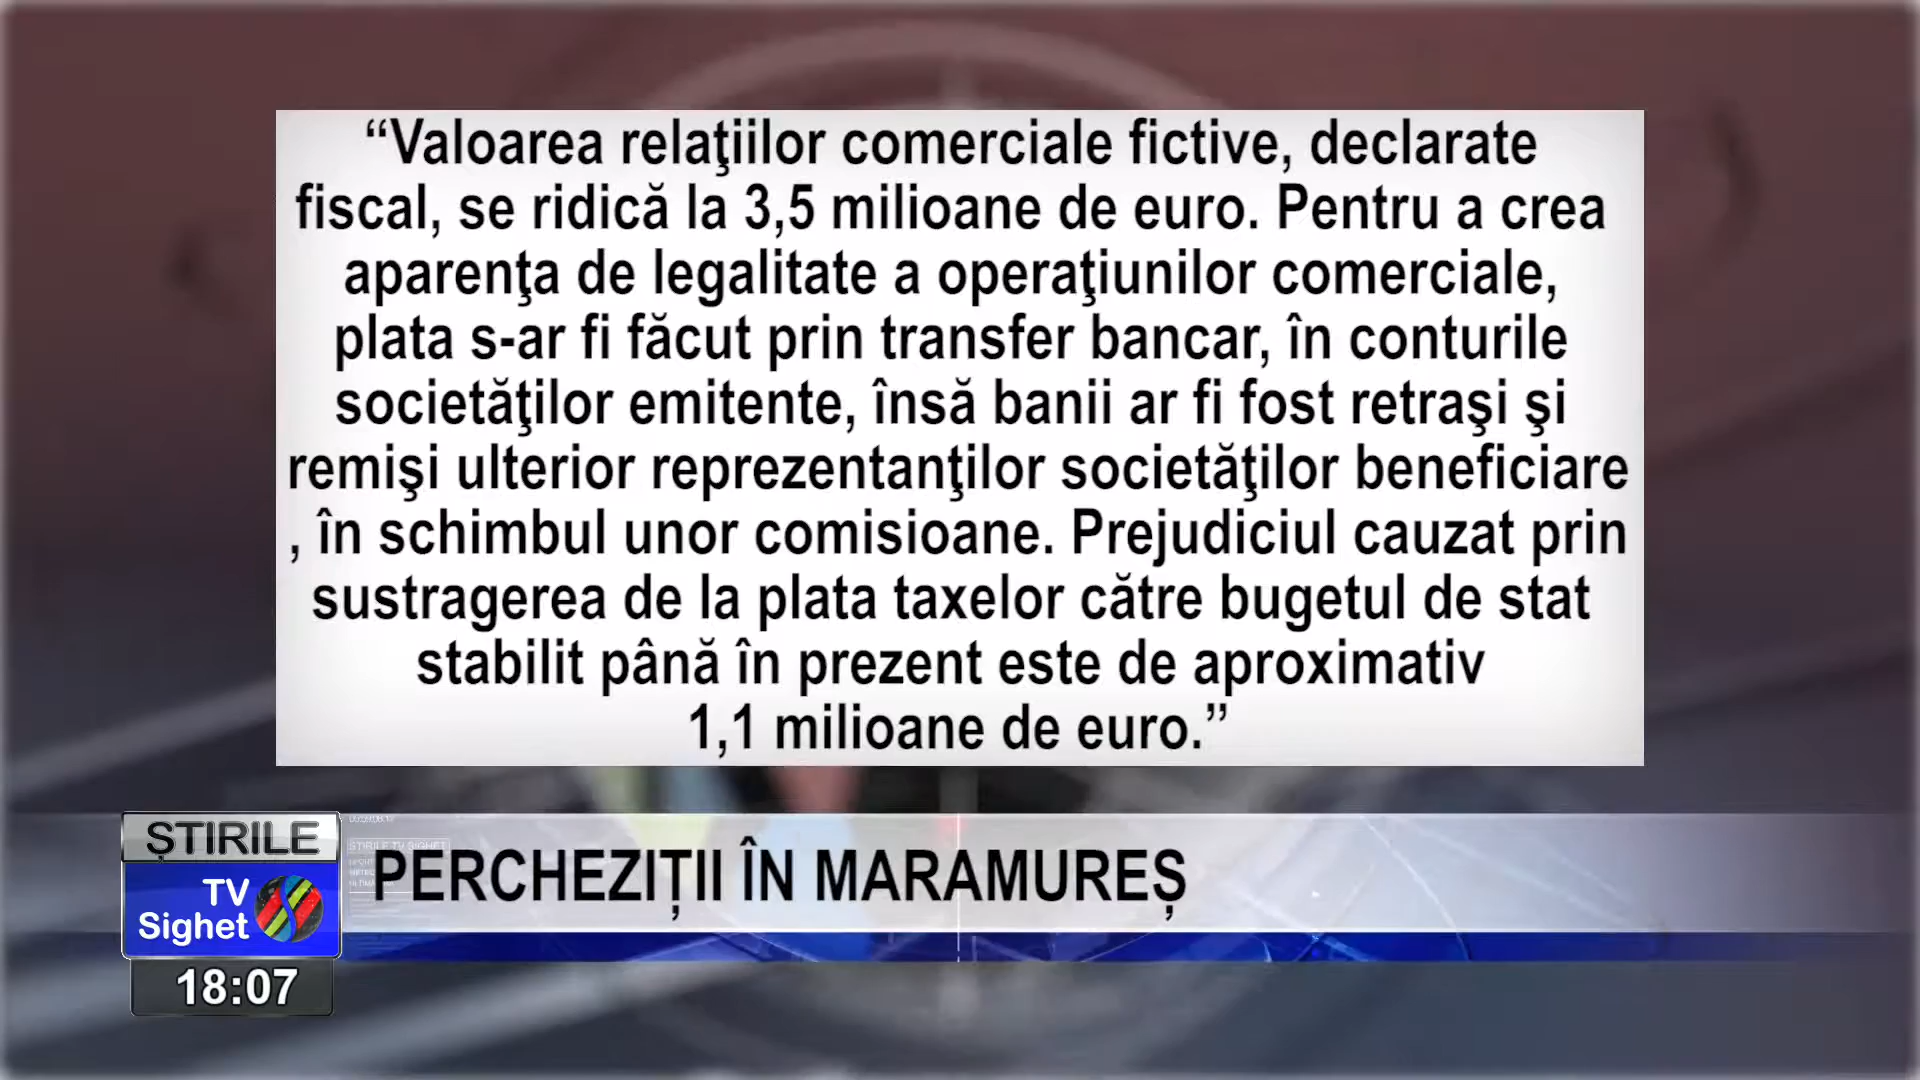 “Valoarea relaţiilor comerciale fictive, declarate
fiscal, se ridică la 3,5 milioane de euro. Pentru a crea
aparenţa de legalitate a operaţiunilor comerciale,
plata s-ar fi făcut prin transfer bancar, în conturile
societăţilor emitente, însă banii ar fi fost retraşi şi
remişi ulterior reprezentanţilor societăţilor beneficiare
, în schimbul unor comisioane. Prejudiciul cauzat prin
sustragerea de la plata taxelor către bugetul de stat
stabilit până în prezent este de aproximativ
1,1 milioane de euro.”
ȘTIRILE
TV
Sighet
18:07
STIRILE TV SIGHET
PERCHEZIȚII ÎN MARAMUREȘ